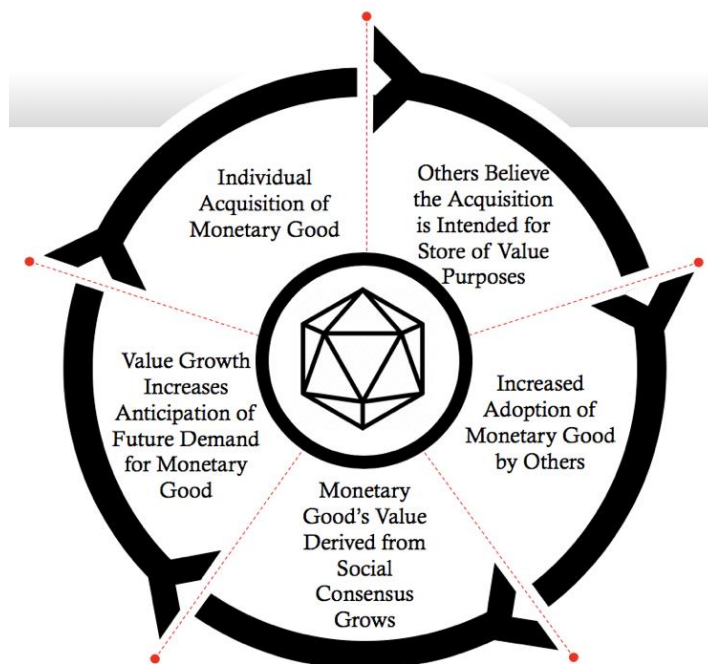 Individual
Acquisition of
Monetary Good
Others Believe
the Acquisition
is Intended for
Store of Value
Purposes
Increased
Adoption of
Monetary Good
by Others
Monetary
Good’s Value
Derived from
Social
Consensus
Grows
Value Growth
Increases
Anticipation of
Future Demand
for Monetary
Good